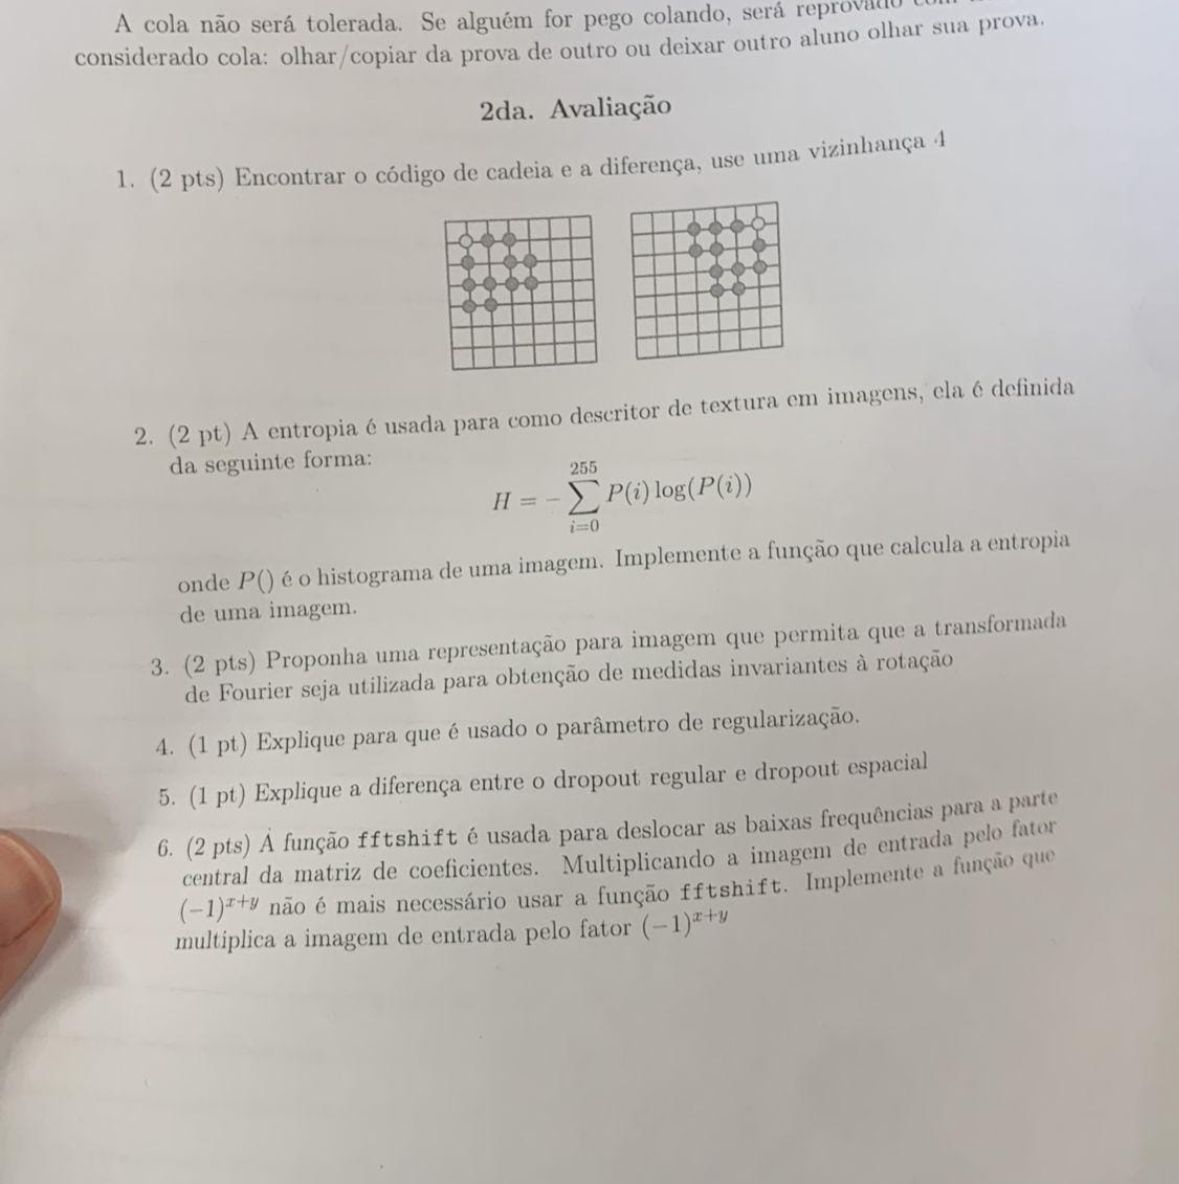 A cola não será tolerada. Se alguém for pego colando, será reprovado
considerado cola: olhar/copiar da prova de outro ou deixar outro aluno olhar sua prova.
2da. Avaliação
1. (2 pts) Encontrar o código de cadeia e a diferença, use uma vizinhança 4
2. (2 pt) A entropia é usada para como descritor de textura em imagens, ela é definida
da seguinte forma:
H = − \sum_{i=0}^{255} P(i) log(P(i))
onde P() é o histograma de uma imagem. Implemente a função que calcula a entropia
de uma imagem.
3. (2 pts) Proponha uma representação para imagem que permita que a transformada
de Fourier seja utilizada para obtenção de medidas invariantes à rotação
4. (1 pt) Explique para que é usado o parâmetro de regularização.
5. (1 pt) Explique a diferença entre o dropout regular e dropout espacial
6. (2 pts) A função fftshift é usada para deslocar as baixas frequências para a parte
central da matriz de coeficientes. Multiplicando a imagem de entrada pelo fator
(−1)^{x+y} não é mais necessário usar a função fftshift. Implemente a função que
multiplica a imagem de entrada pelo fator (−1)^{x+y}